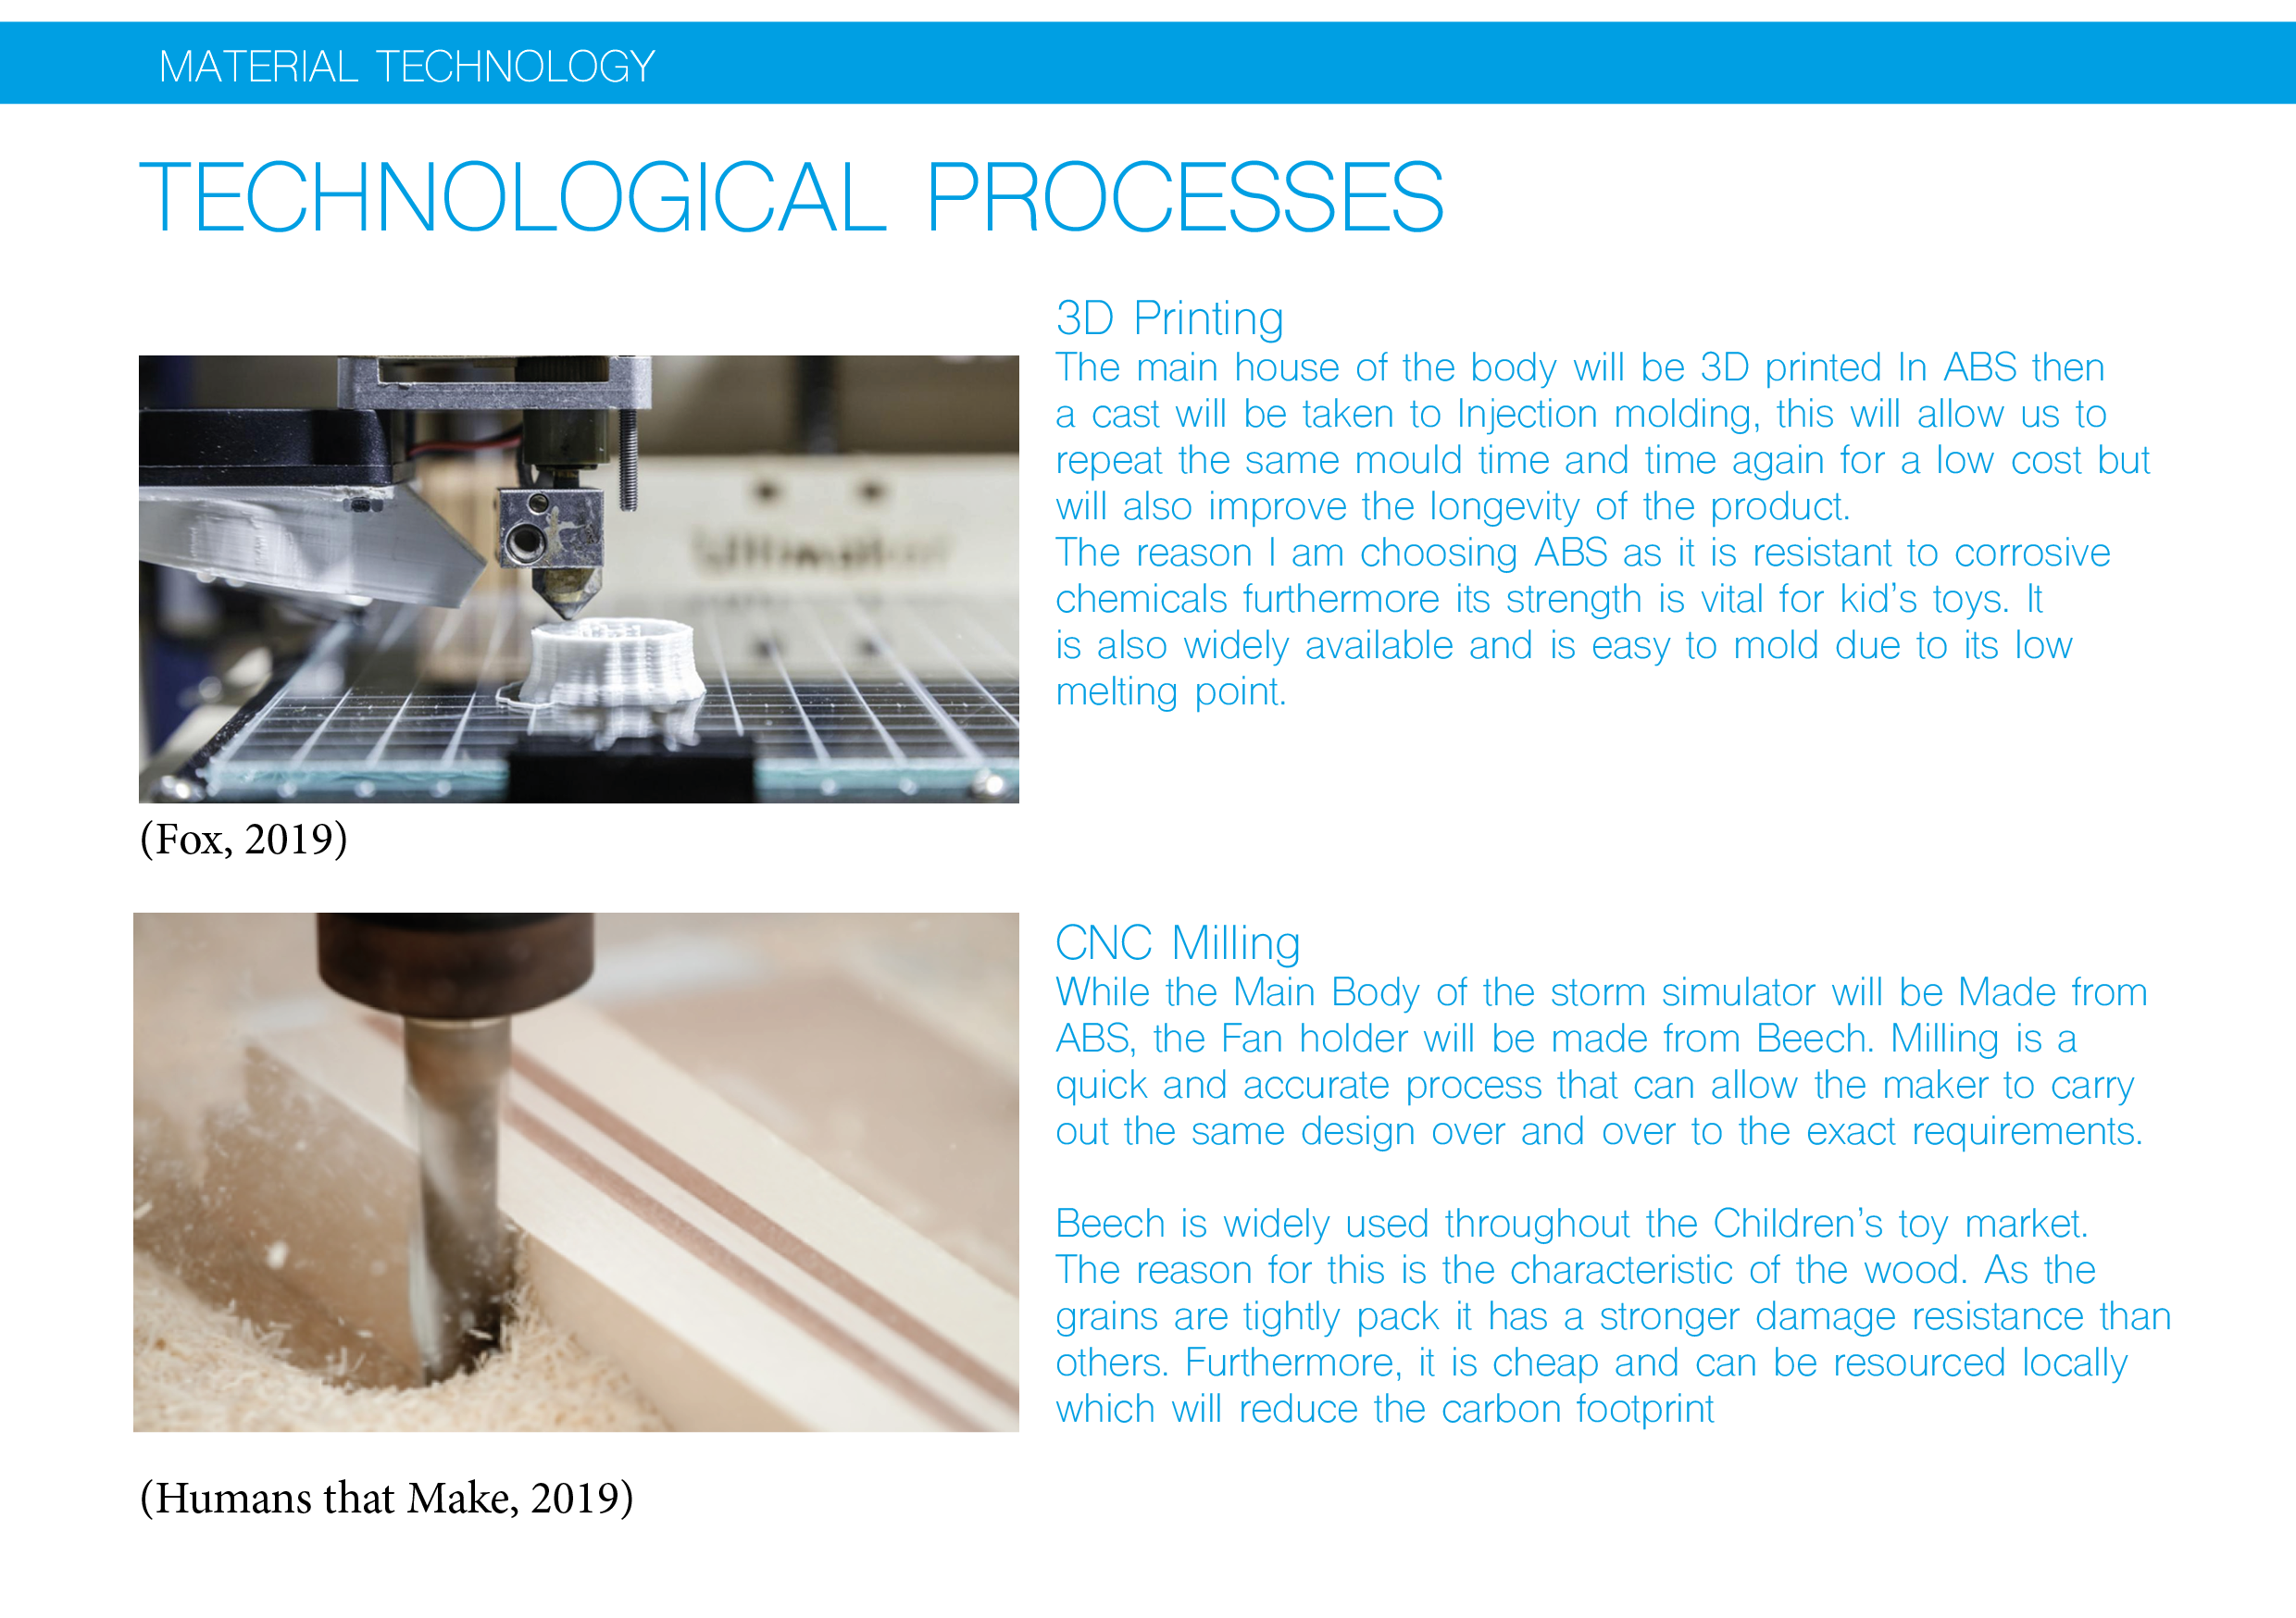 MATERIAL TECHNOLOGY
TECHNOLOGICAL PROCESSES
3D Printing
The main house of the body will be 3D printed In ABS then
a cast will be taken to Injection molding, this will allow us to
repeat the same mould time and time again for a low cost but
will also improve the longevity of the product.
The reason I am choosing ABS as it is resistant to corrosive
chemicals furthermore its strength is vital for kid's toys. It
is also widely available and is easy to mold due to its low
melting point.
(Fox, 2019)
CNC Milling
While the Main Body of the storm simulator will be Made from
ABS, the Fan holder will be made from Beech. Milling is a
quick and accurate process that can allow the maker to carry
out the same design over and over to the exact requirements.
Beech is widely used throughout the Children's toy market.
The reason for this is the characteristic of the wood. As the
grains are tightly pack it has a stronger damage resistance than
others. Furthermore, it is cheap and can be resourced locally
which will reduce the carbon footprint
(Humans that Make, 2019)